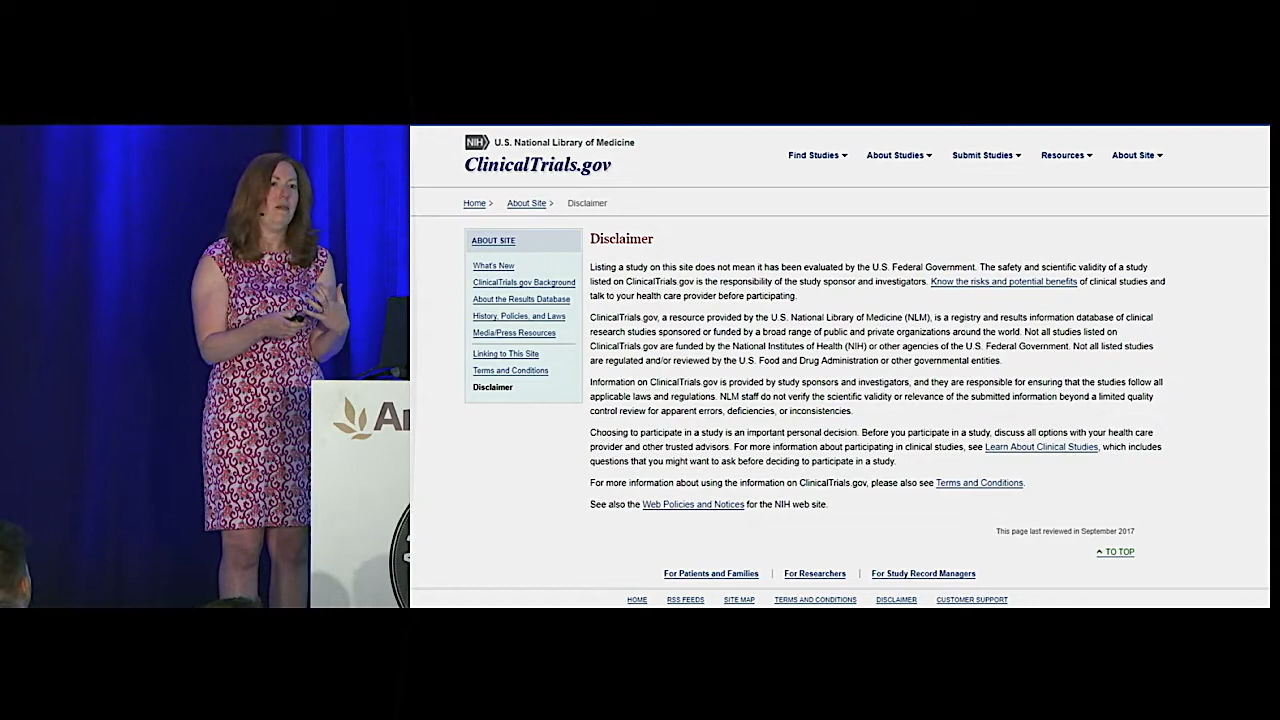 NIH U.S. National Library of Medicine
ClinicalTrials.gov
Find Studies
About Studies
Submit Studies
Resources
About Site
Home >
About Site >
Disclaimer
ABOUT SITE
What's New
ClinicalTrials.gov Background
About the Results Database
History, Policies, and Laws
Media/Press Resources
Linking to This Site
Terms and Conditions
Disclaimer
Disclaimer
Listing a study on this site does not mean it has been evaluated by the U.S. Federal Government. The safety and scientific validity of a study
listed on ClinicalTrials.gov is the responsibility of the study sponsor and investigators. Know the risks and potential benefits of clinical studies and
talk to your health care provider before participating.
ClinicalTrials.gov, a resource provided by the U.S. National Library of Medicine (NLM), is a registry and results information database of clinical
research studies sponsored or funded by a broad range of public and private organizations around the world. Not all studies listed on
ClinicalTrials.gov are funded by the National Institutes of Health (NIH) or other agencies of the U.S. Federal Government. Not all listed studies
are regulated and/or reviewed by the U.S. Food and Drug Administration or other governmental entities.
Information on ClinicalTrials.gov is provided by study sponsors and investigators, and they are responsible for ensuring that the studies follow all
applicable laws and regulations. NLM staff do not verify the scientific validity or relevance of the submitted information beyond a limited quality
control review for apparent errors, deficiencies, or inconsistencies.
Choosing to participate in a study is an important personal decision. Before you participate in a study, discuss all options with your health care
provider and other trusted advisors. For more information about participating in clinical studies, see Learn About Clinical Studies, which includes
questions that you might want to ask before deciding to participate in a study.
For more information about using the information on ClinicalTrials.gov, please also see Terms and Conditions.
See also the Web Policies and Notices for the NIH web site.
This page last reviewed in September 2017
TO TOP
For Patients and Families | For Researchers | For Study Record Managers
HOME RSS FEEDS SITE MAP TERMS AND CONDITIONS DISCLAIMER CUSTOMER SUPPORT